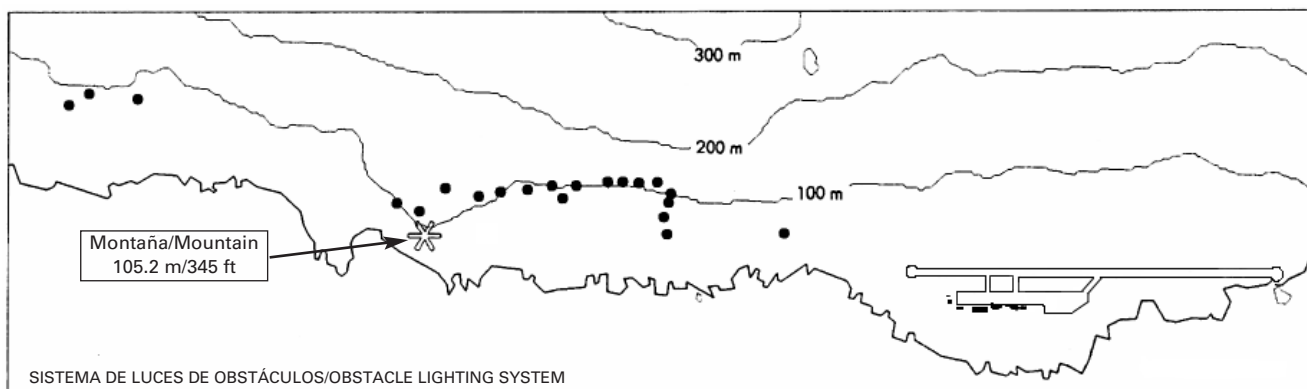 300 m
200 m
100 m
Montaña/Mountain
105.2 m/345 ft
SISTEMA DE LUCES DE OBSTÁCULOS/OBSTACLE LIGHTING SYSTEM